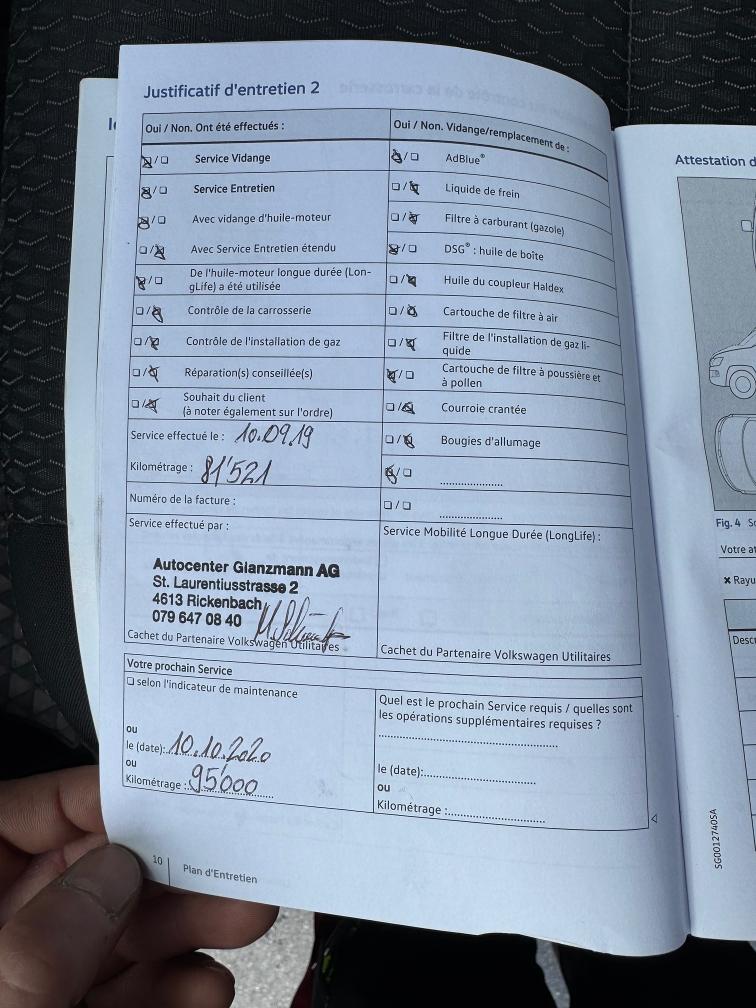 Justificatif d'entretien 2
Oui / Non. Ont été effectués :
Service Vidange
Service Entretien
Avec vidange d'huile-moteur
Avec Service Entretien étendu
De l'huile-moteur longue durée (Lon-
gLife) a été utilisée
Contrôle de la carrosserie
Contrôle de l'installation de gaz
Réparation(s) conseillée(s)
Souhait du client
(à noter également sur l'ordre)
Service effectué le : 10.09.19
Kilométrage : 81'521
Numéro de la facture :
Service effectué par :
Autocenter Glanzmann AG
St. Laurentiusstrasse 2
4613 Rickenbach
079 647 08 40
Cachet du Partenaire Volkswagen Utilitaires
Oui / Non. Vidange/remplacement de :
AdBlue®
Liquide de frein
Filtre à carburant (gazole)
DSG® : huile de boîte
Huile du coupleur Haldex
Cartouche de filtre à air
Filtre de l'installation de gaz li-
quide
Cartouche de filtre à poussière et
à pollen
Courroie crantée
Bougies d'allumage
Service Mobilité Longue Durée (LongLife) :
Cachet du Partenaire Volkswagen Utilitaires
Votre prochain Service
selon l'indicateur de maintenance
ou
le (date): 10.10.2020
ou
Kilométrage : 95'000
Quel est le prochain Service requis / quelles sont
les opérations supplémentaires requises ?
le (date):
ou
Kilométrage :
10 Plan d'Entretien
Attestation d
Fig. 4
Votre at
× Rayu
Descr
SG0012740SA